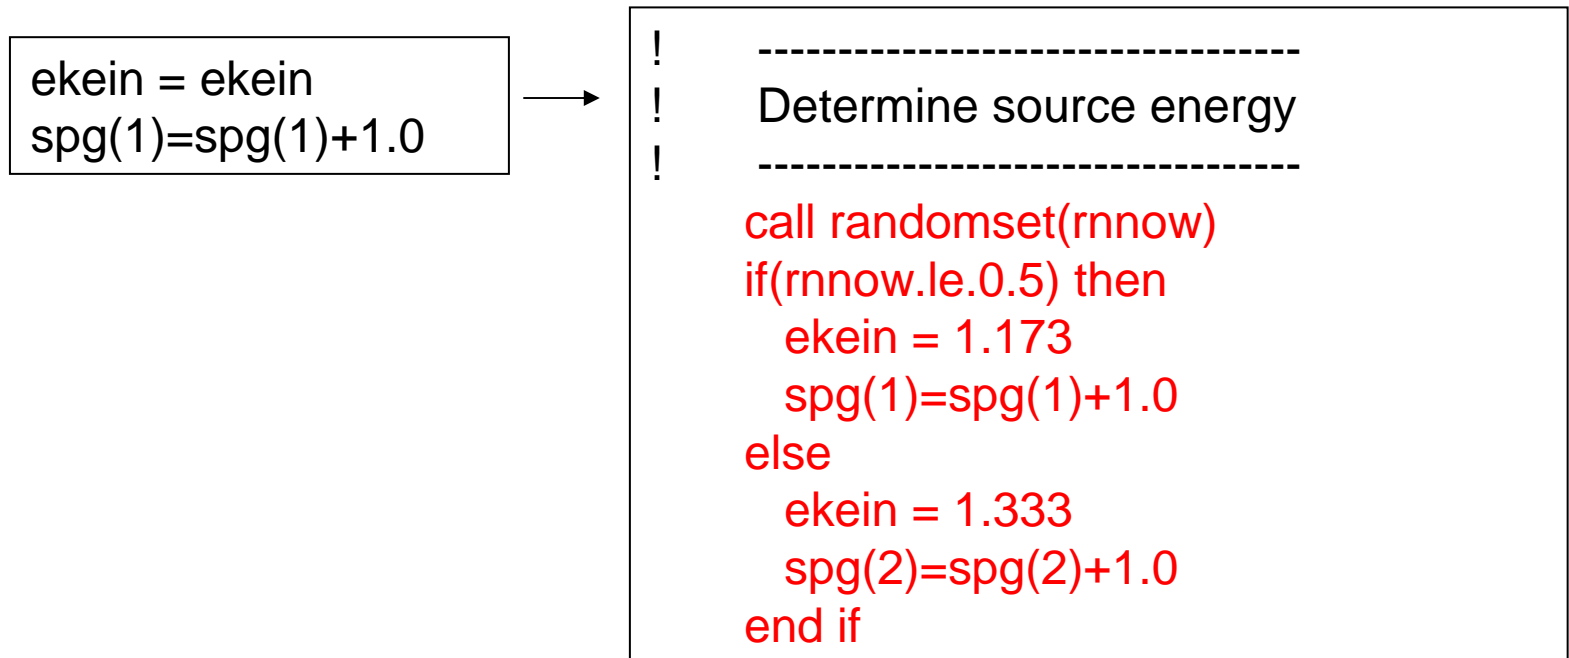 ekein = ekein
spg(1)=spg(1)+1.0
! ----------------------------------
! Determine source energy
! ----------------------------------
call randomset(rnnow)
if(rnnow.le.0.5) then
ekein = 1.173
spg(1)=spg(1)+1.0
else
ekein = 1.333
spg(2)=spg(2)+1.0
end if